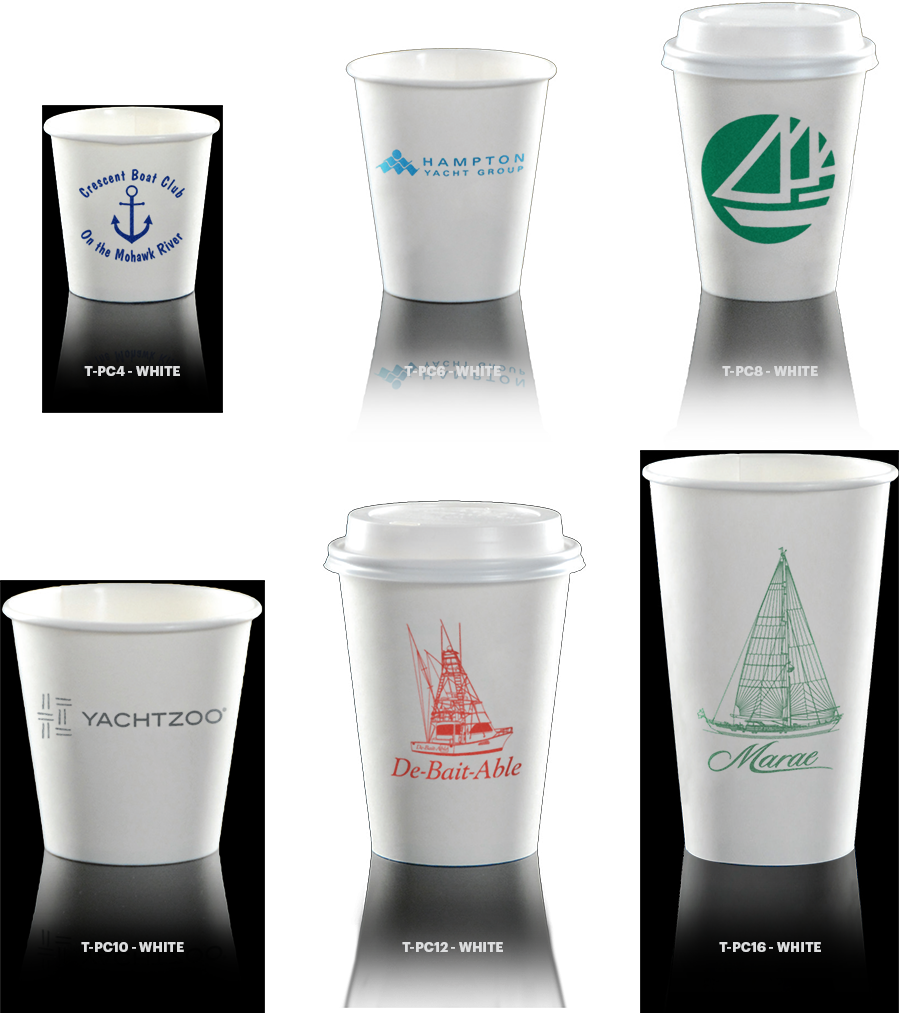 Crescent Boat Club
On the Mohawk River
T-PC4 - WHITE
HAMPTON
YACHT GROUP
T-PC6 - WHITE
T-PC8 - WHITE
YACHTZOO®
T-PC10 - WHITE
De-Bait-Able
De-Bait-Able
T-PC12 - WHITE
Marae
T-PC16 - WHITE